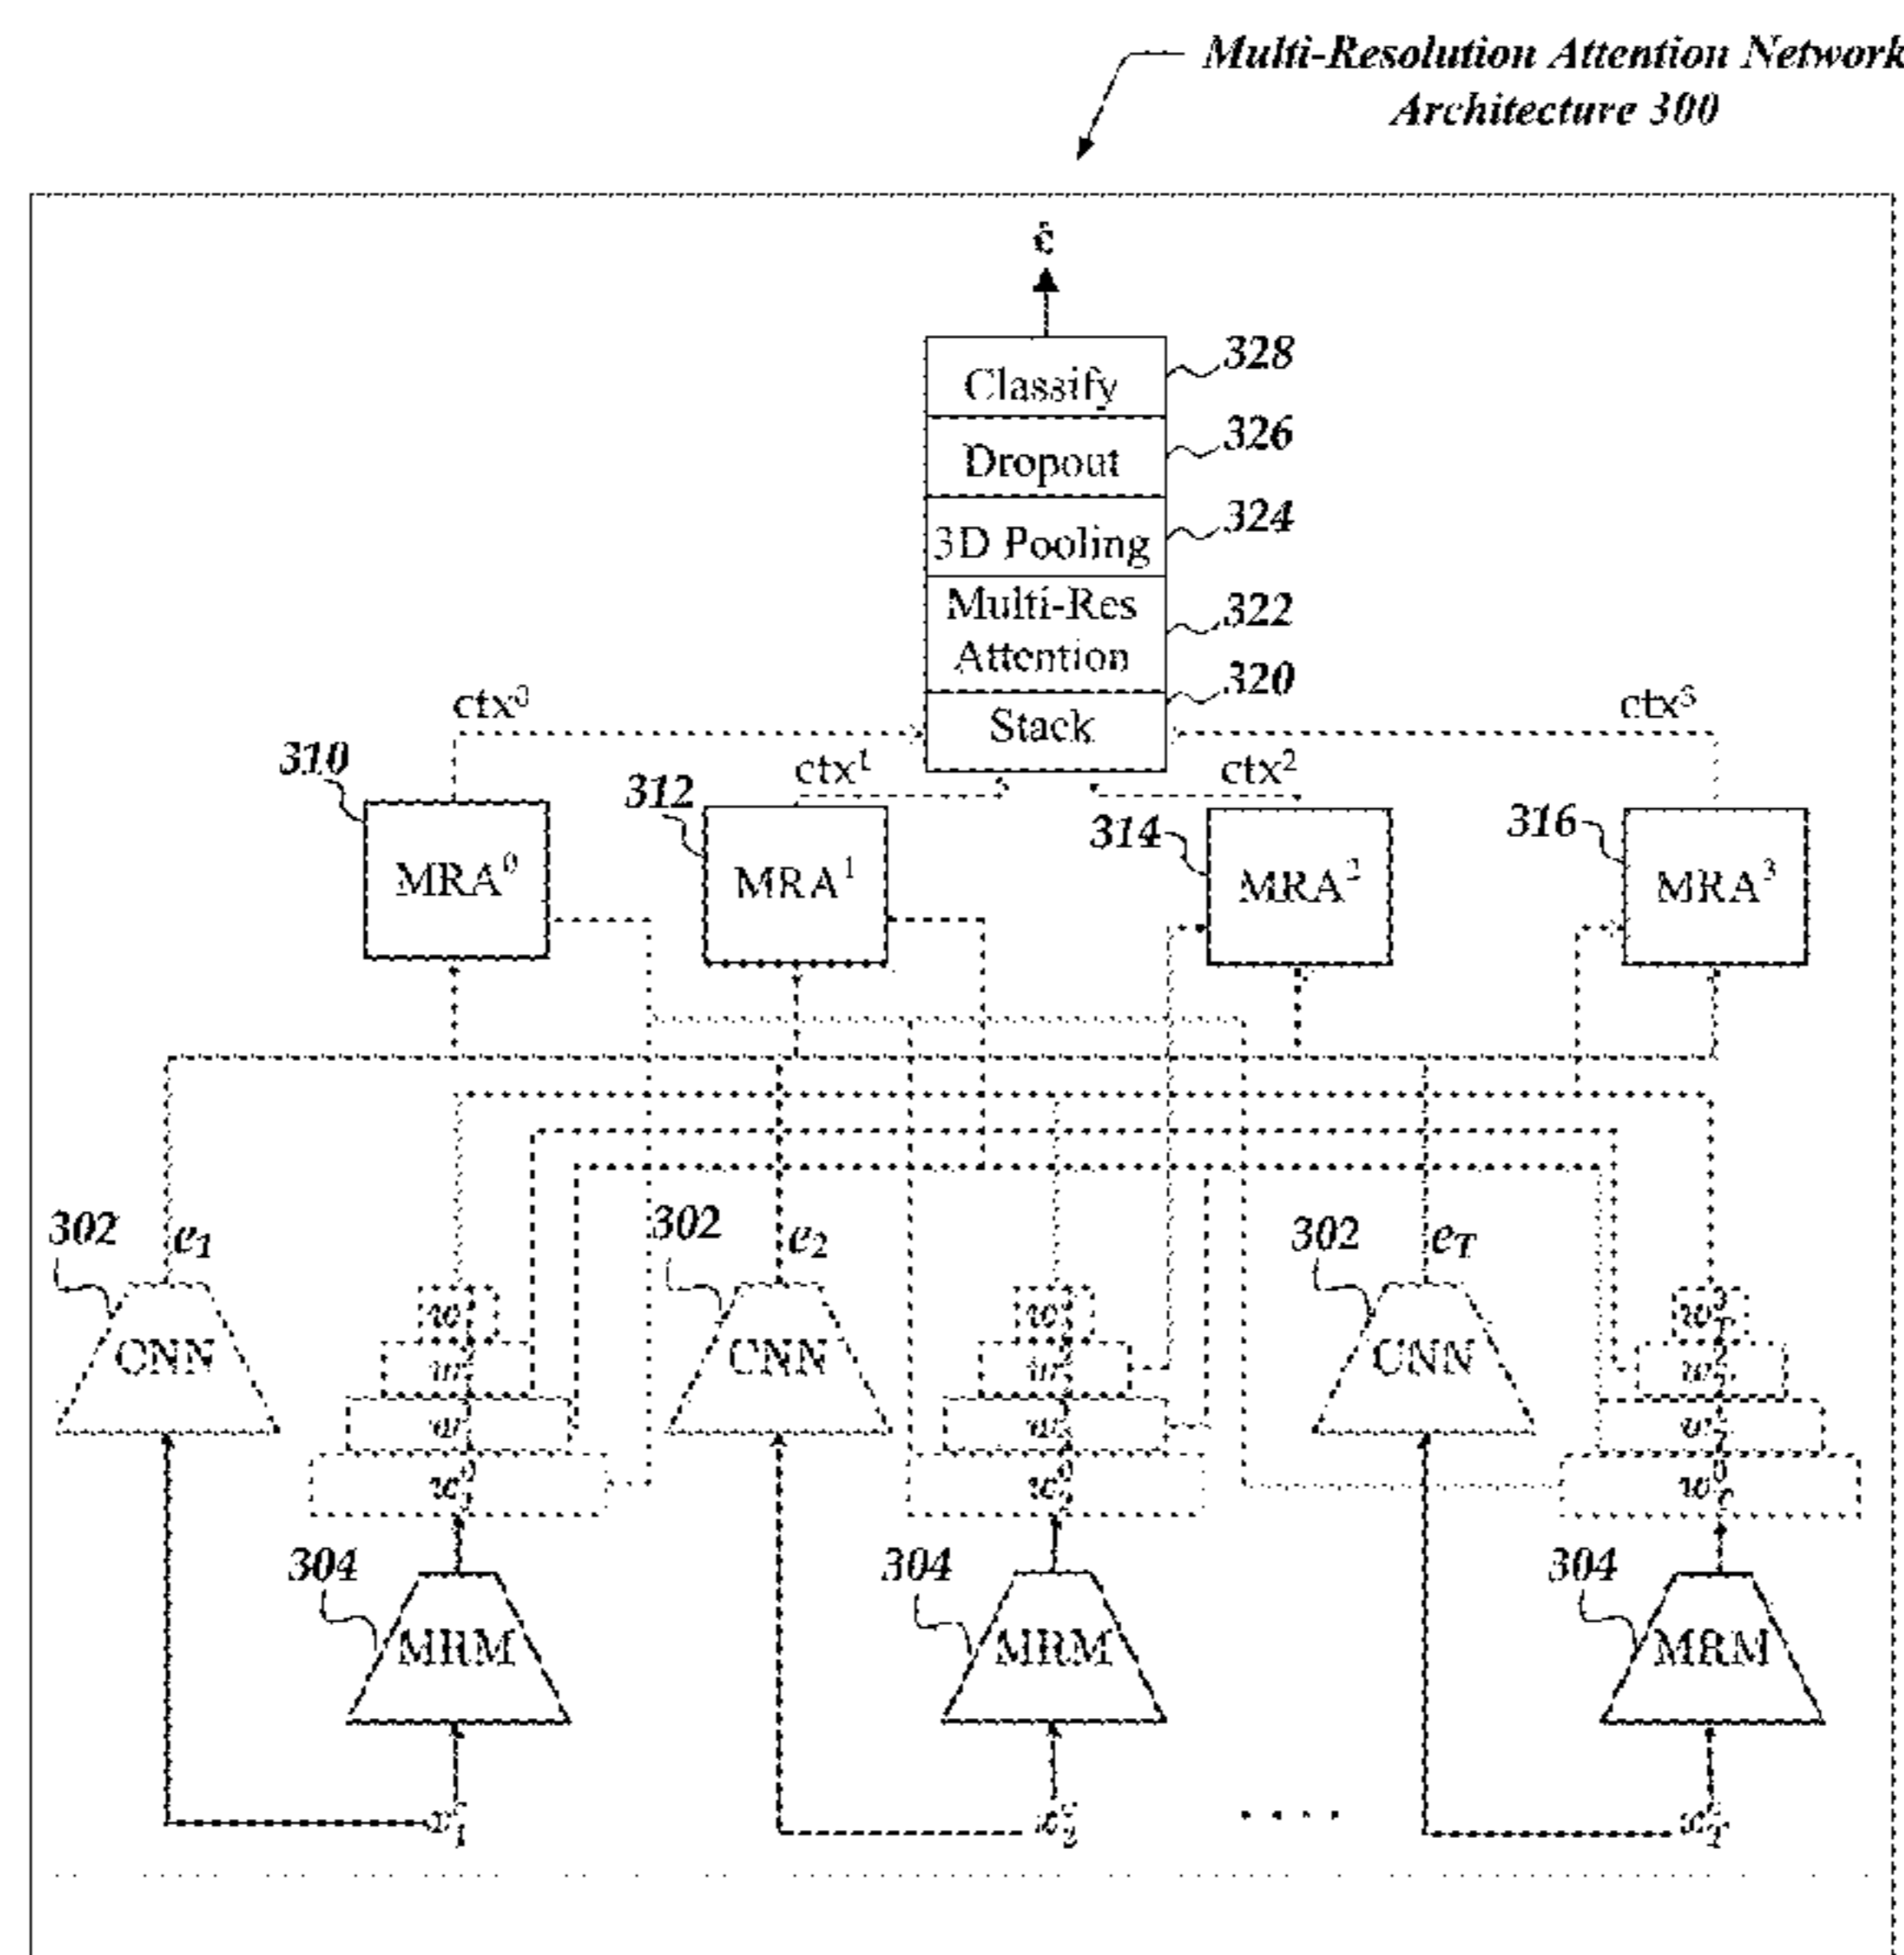 Multi-Resolution Attention Network
Architecture 300
ĉ
Classify
328
Dropout
326
3D Pooling
324
Multi-Res
Attention
322
Stack
320
ctx⁰
ctx¹
ctx²
ctx³
310
312
314
316
MRA⁰
MRA¹
MRA²
MRA³
302
e₁
302
e₂
302
e_T
CNN
CNN
CNN
304
304
304
MRM
MRM
MRM
....